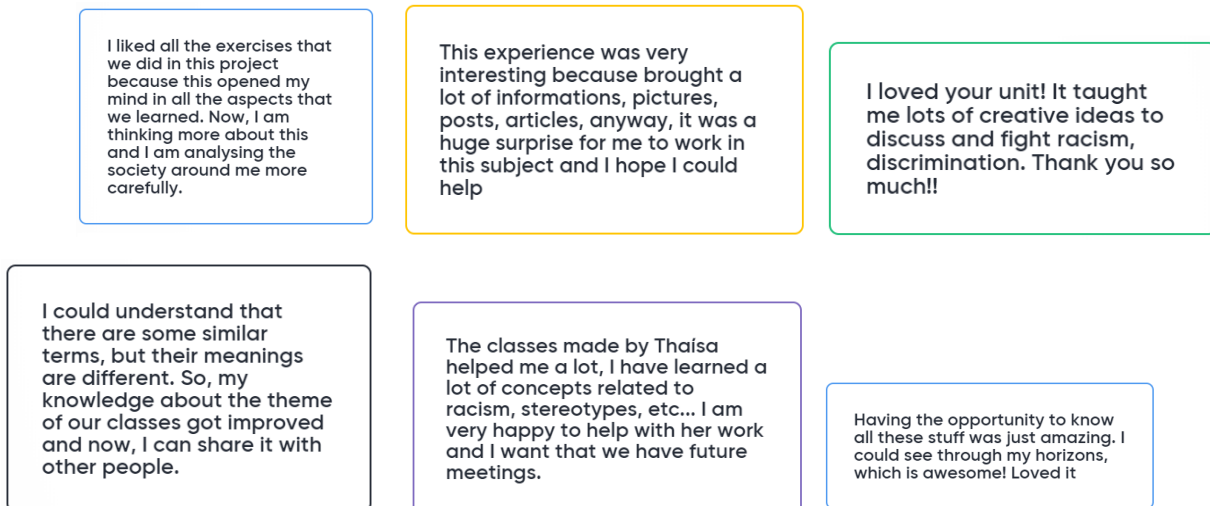 I liked all the exercises that
we did in this project
because this opened my
mind in all the aspects that
we learned. Now, I am
thinking more about this
and I am analysing the
society around me more
carefully.
This experience was very
interesting because brought a
lot of informations, pictures,
posts, articles, anyway, it was a
huge surprise for me to work in
this subject and I hope I could
help
I loved your unit! It taught
me lots of creative ideas to
discuss and fight racism,
discrimination. Thank you so
much!!
I could understand that
there are some similar
terms, but their meanings
are different. So, my
knowledge about the theme
of our classes got improved
and now, I can share it with
other people.
The classes made by Thaísa
helped me a lot, I have learned a
lot of concepts related to
racism, stereotypes, etc... I am
very happy to help with her work
and I want that we have future
meetings.
Having the opportunity to know
all these stuff was just amazing. I
could see through my horizons,
which is awesome! Loved it